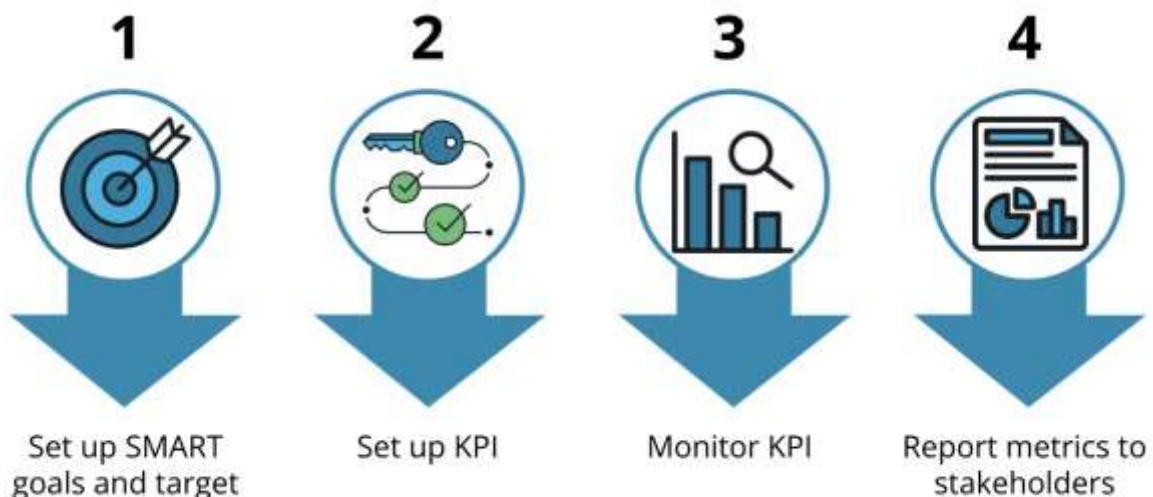 1
Set up SMART
goals and target
2
Set up KPI
3
Monitor KPI
4
Report metrics to
stakeholders